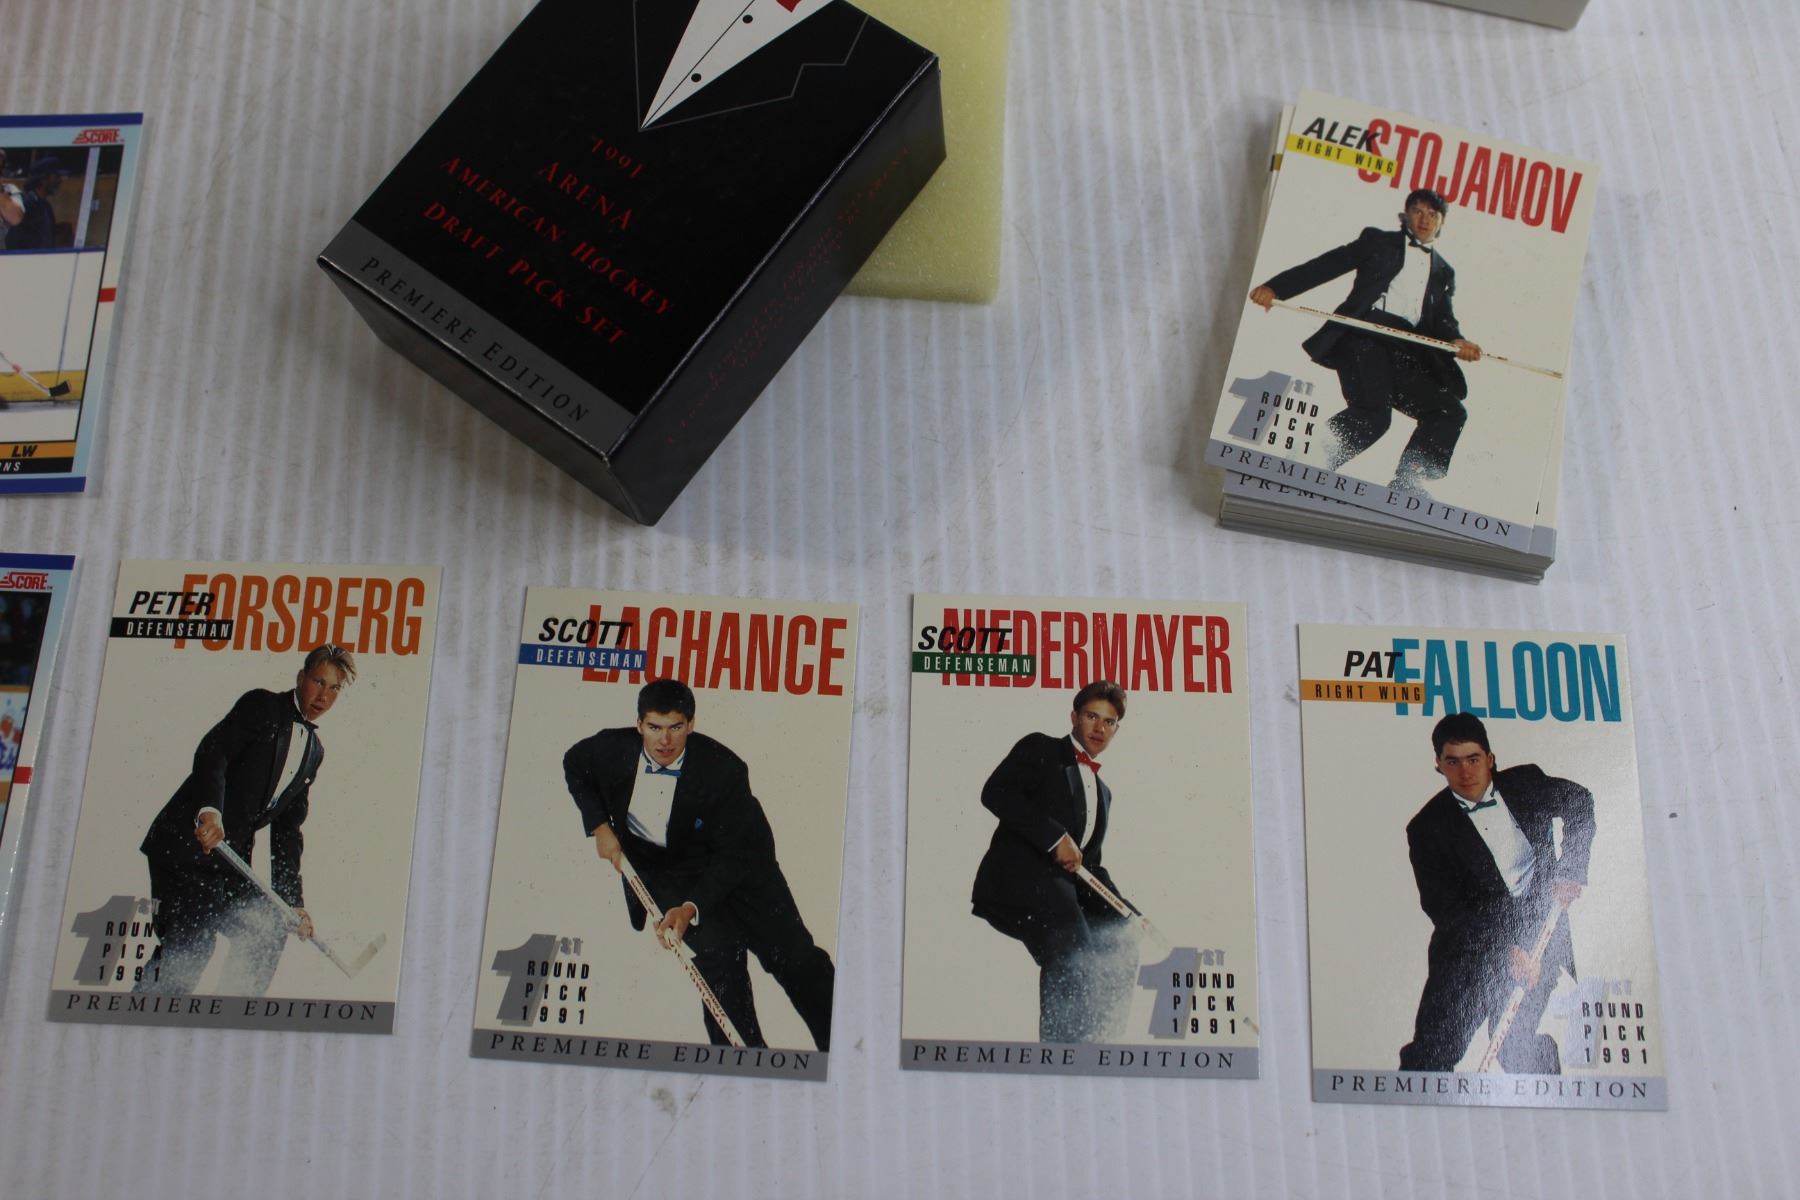 SCORE
LW
1991
ARENA
AMERICAN HOCKEY
DRAFT PICK SET
PREMIERE EDITION
ALEK
STOJANOV
RIGHT WING
1ST
ROUND
PICK
1991
PREMIERE EDITION
SCORE
PETER
FORSBERG
DEFENSEMAN
1ST
ROUND
PICK
1991
PREMIERE EDITION
SCOTT
LACHANCE
DEFENSEMAN
1ST
ROUND
PICK
1991
PREMIERE EDITION
SCOTT
NIEDERMAYER
DEFENSEMAN
1ST
ROUND
PICK
1991
PREMIERE EDITION
PAT
FALLOON
RIGHT WING
1ST
ROUND
PICK
1991
PREMIERE EDITION